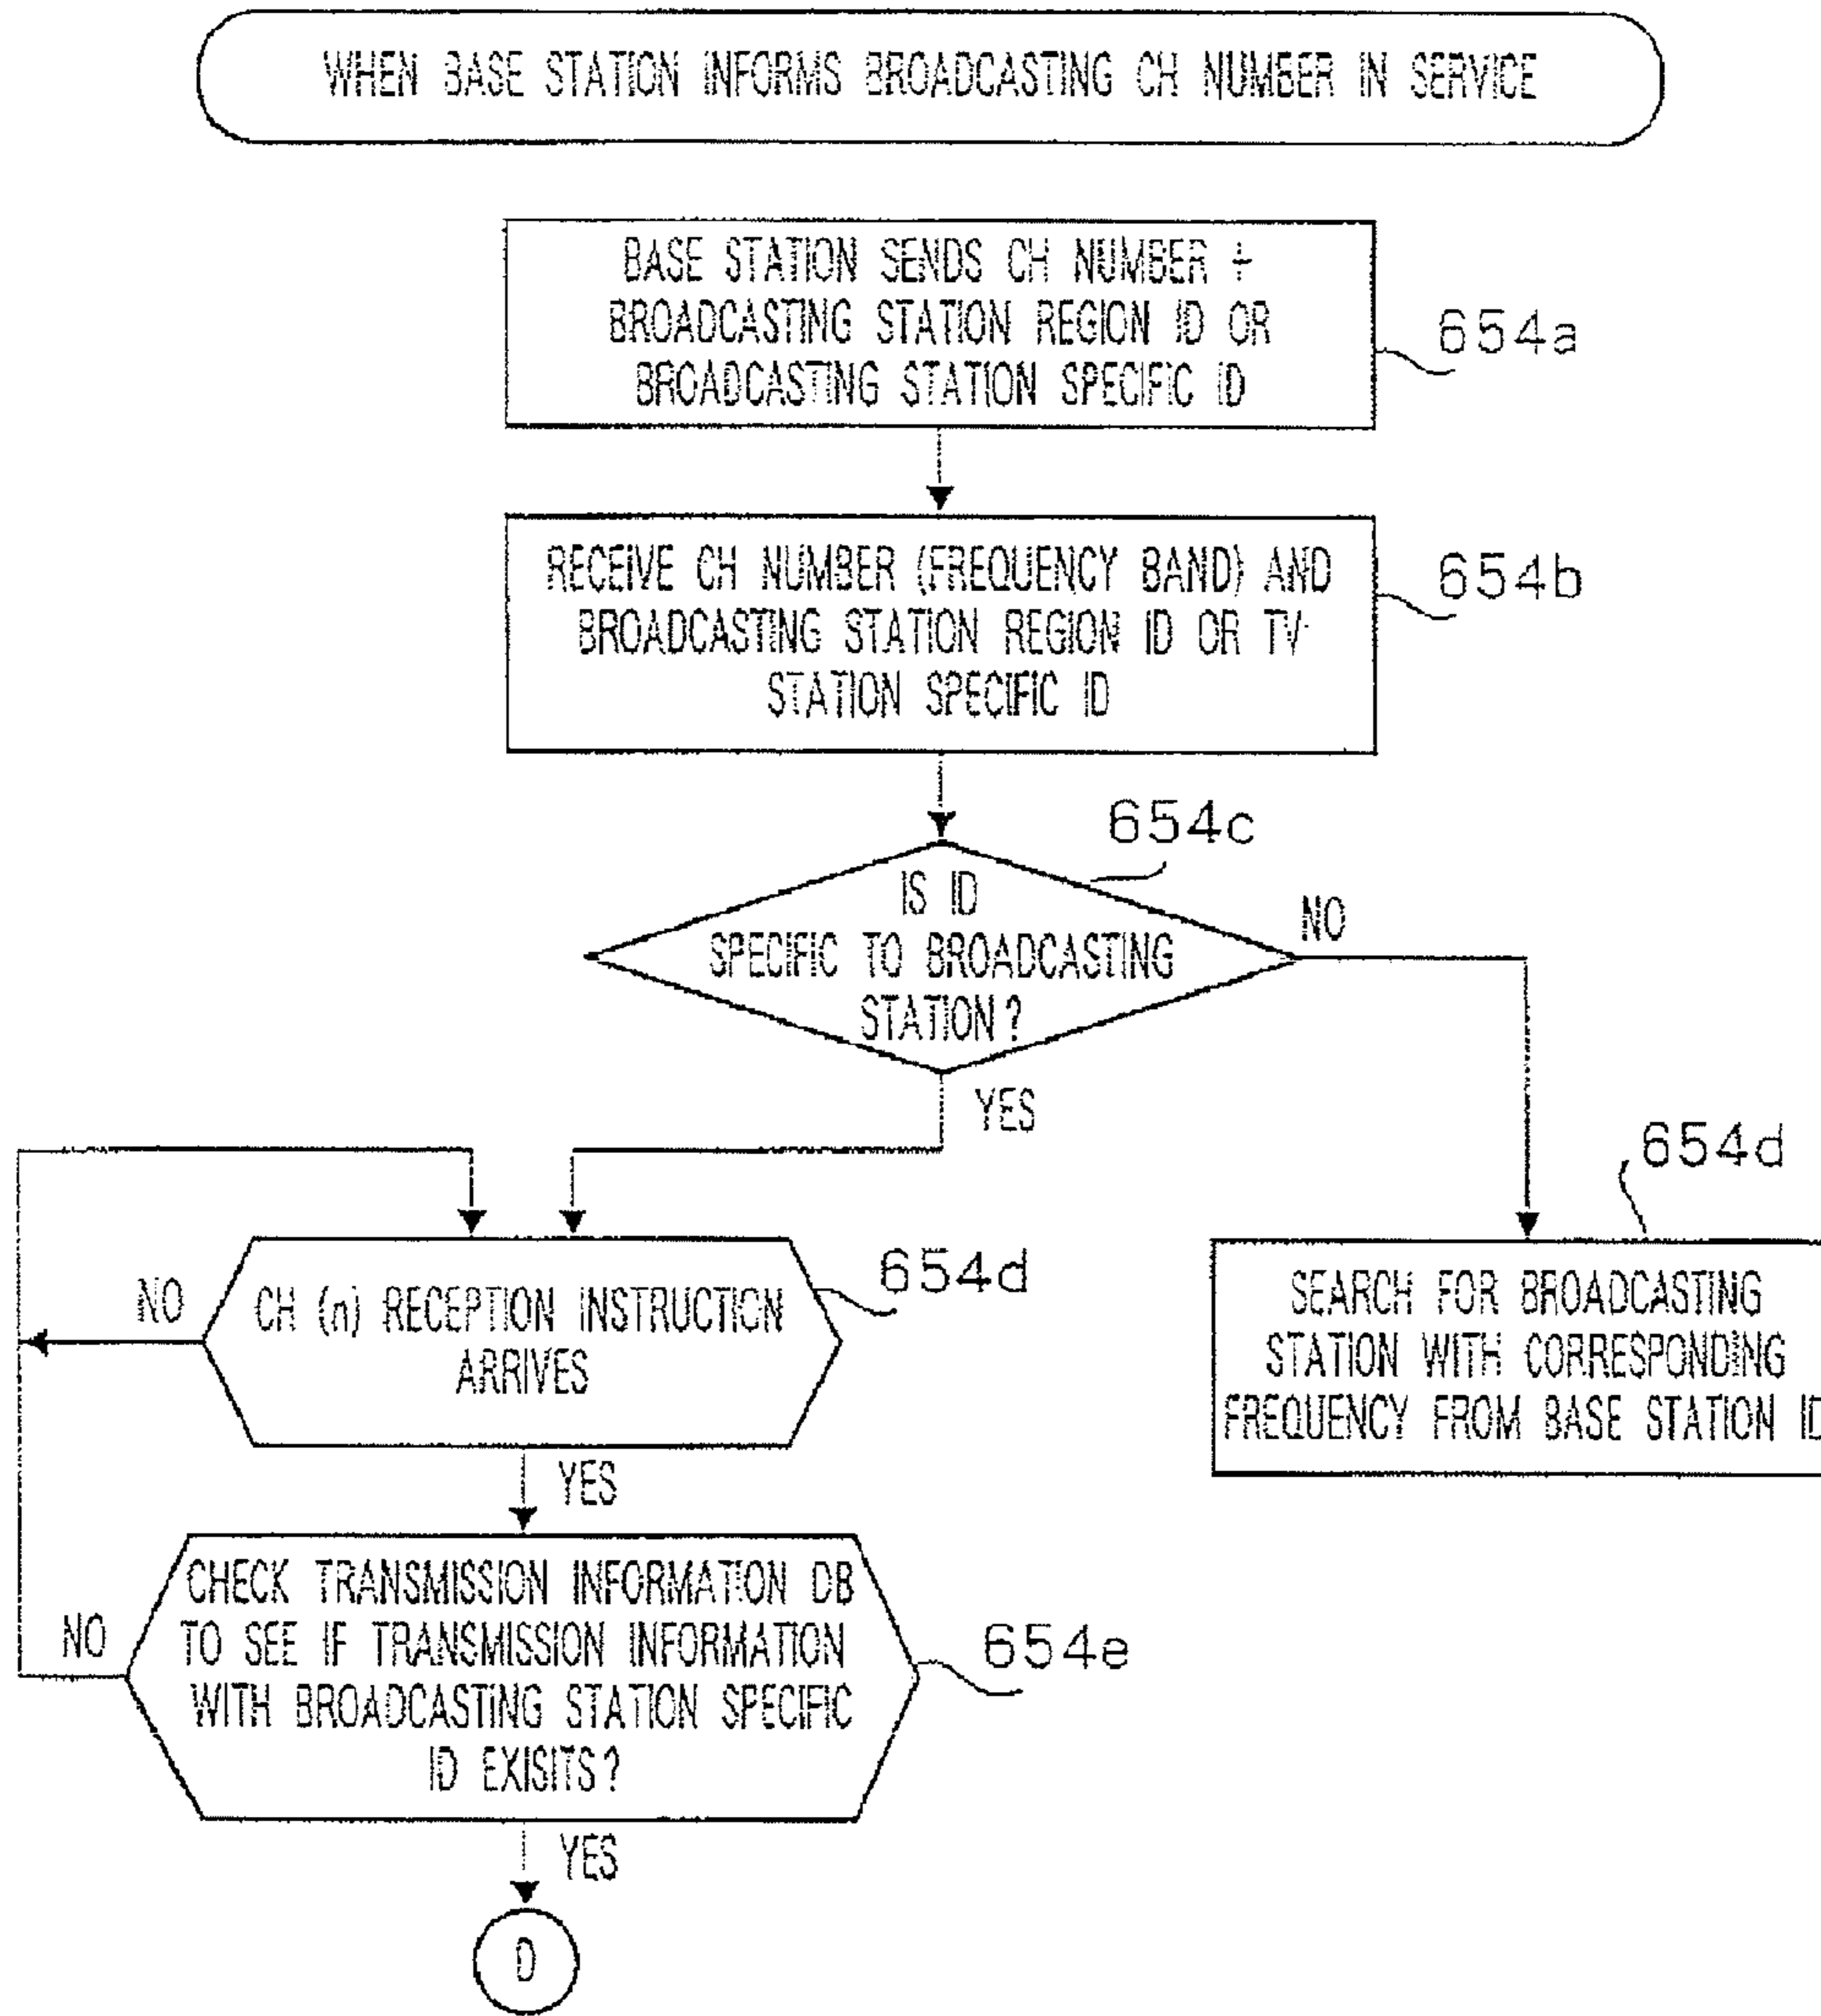 WHEN BASE STATION INFORMS BROADCASTING CH NUMBER IN SERVICE
BASE STATION SENDS CH NUMBER +
BROADCASTING STATION REGION ID OR
BROADCASTING STATION SPECIFIC ID
654a
RECEIVE CH NUMBER (FREQUENCY BAND) AND
BROADCASTING STATION REGION ID OR TV
STATION SPECIFIC ID
654b
654c
IS ID
SPECIFIC TO BROADCASTING
STATION?
NO
YES
654d
CH (n) RECEPTION INSTRUCTION
ARRIVES
NO
654d
SEARCH FOR BROADCASTING
STATION WITH CORRESPONDING
FREQUENCY FROM BASE STATION ID
YES
CHECK TRANSMISSION INFORMATION DB
TO SEE IF TRANSMISSION INFORMATION
WITH BROADCASTING STATION SPECIFIC
ID EXISITS?
NO
654e
YES
D